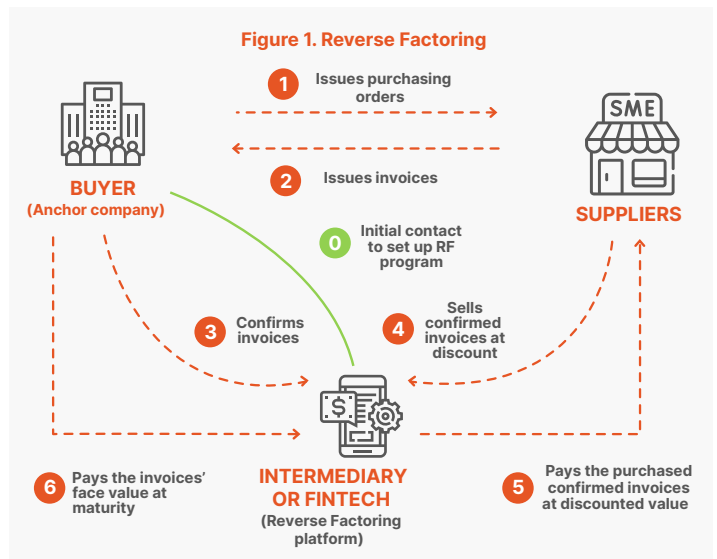 Figure 1. Reverse Factoring
1
Issues purchasing
orders
SME
2
Issues invoices
BUYER
(Anchor company)
SUPPLIERS
0
Initial contact
to set up RF
program
3
Confirms
invoices
4
Sells
confirmed
invoices at
discount
$
INTERMEDIARY
OR FINTECH
(Reverse Factoring
platform)
5
Pays the purchased
confirmed invoices
at discounted value
6
Pays the invoices’
face value at
maturity